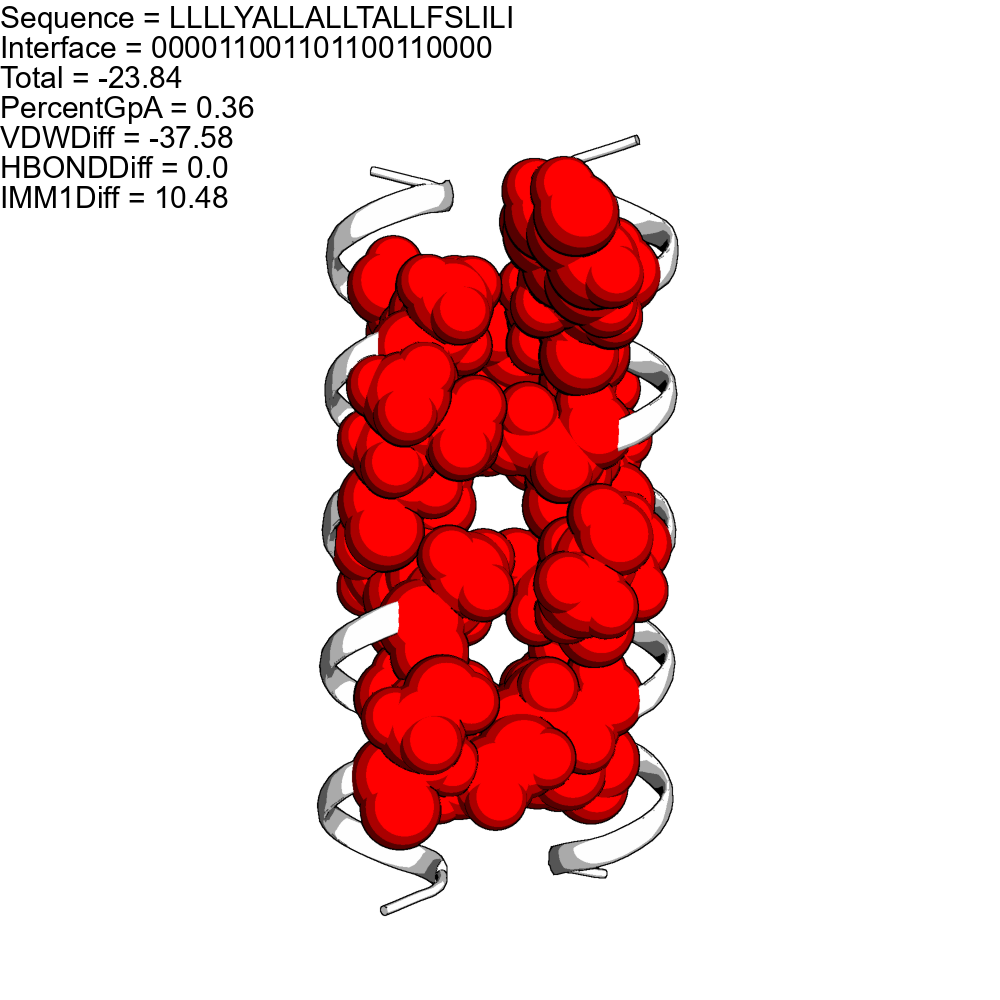 Sequence = LLLLYALLALLTALLFSLILI
Interface = 000011001101100110000
Total = -23.84
PercentGpA = 0.36
VDWDiff = -37.58
HBONDDiff = 0.0
IMM1Diff = 10.48